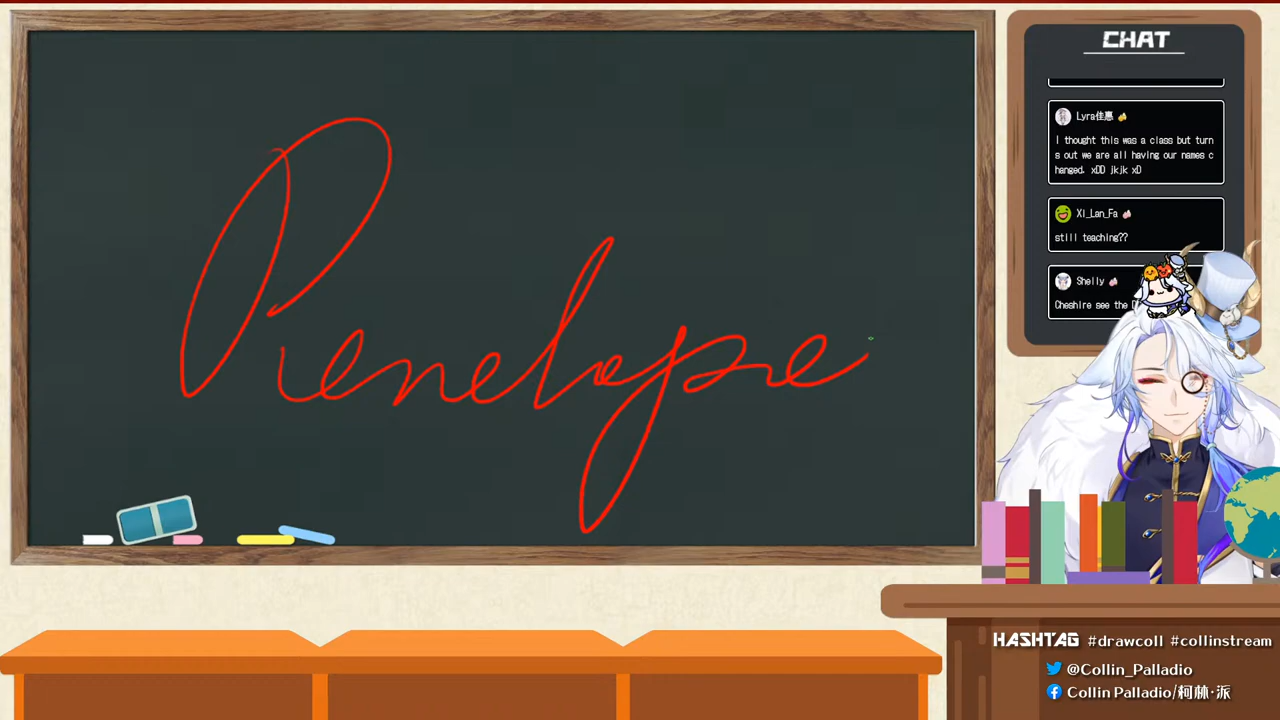 Penelope
CHAT
Lyra佳惠
I thought this was a class but turn
s out we are all having our names c
hanged. xDD jkjk xD
Xl_Lan_Fa
still teaching??
Shelly
Cheshire see the
HASHTAG #drawcoll #collinstream
@Collin_Palladio
Collin Palladio/柯林·派